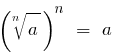 (ⁿ√a)ⁿ = a